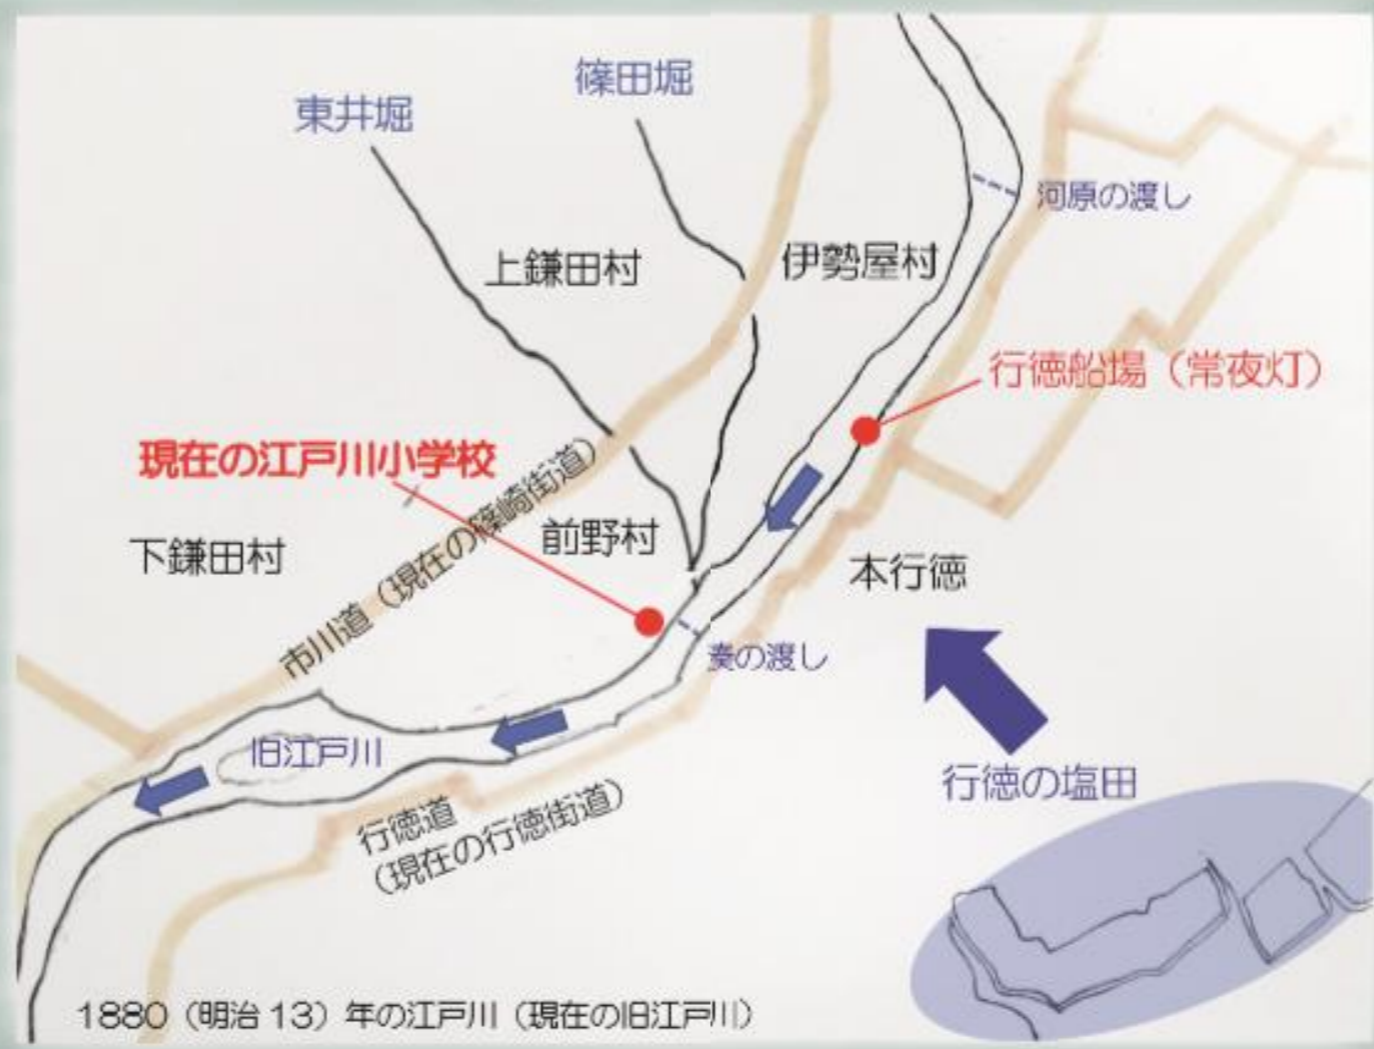 篠田堀
東井堀
河原の渡し
上鎌田村
伊勢屋村
行徳船場（常夜灯）
現在の江戸川小学校
市川道（現在の篠崎街道）
前野村
下鎌田村
本行徳
奏の渡し
旧江戸川
行徳の塩田
行徳道
（現在の行徳街道）
1880（明治13）年の江戸川（現在の旧江戸川）